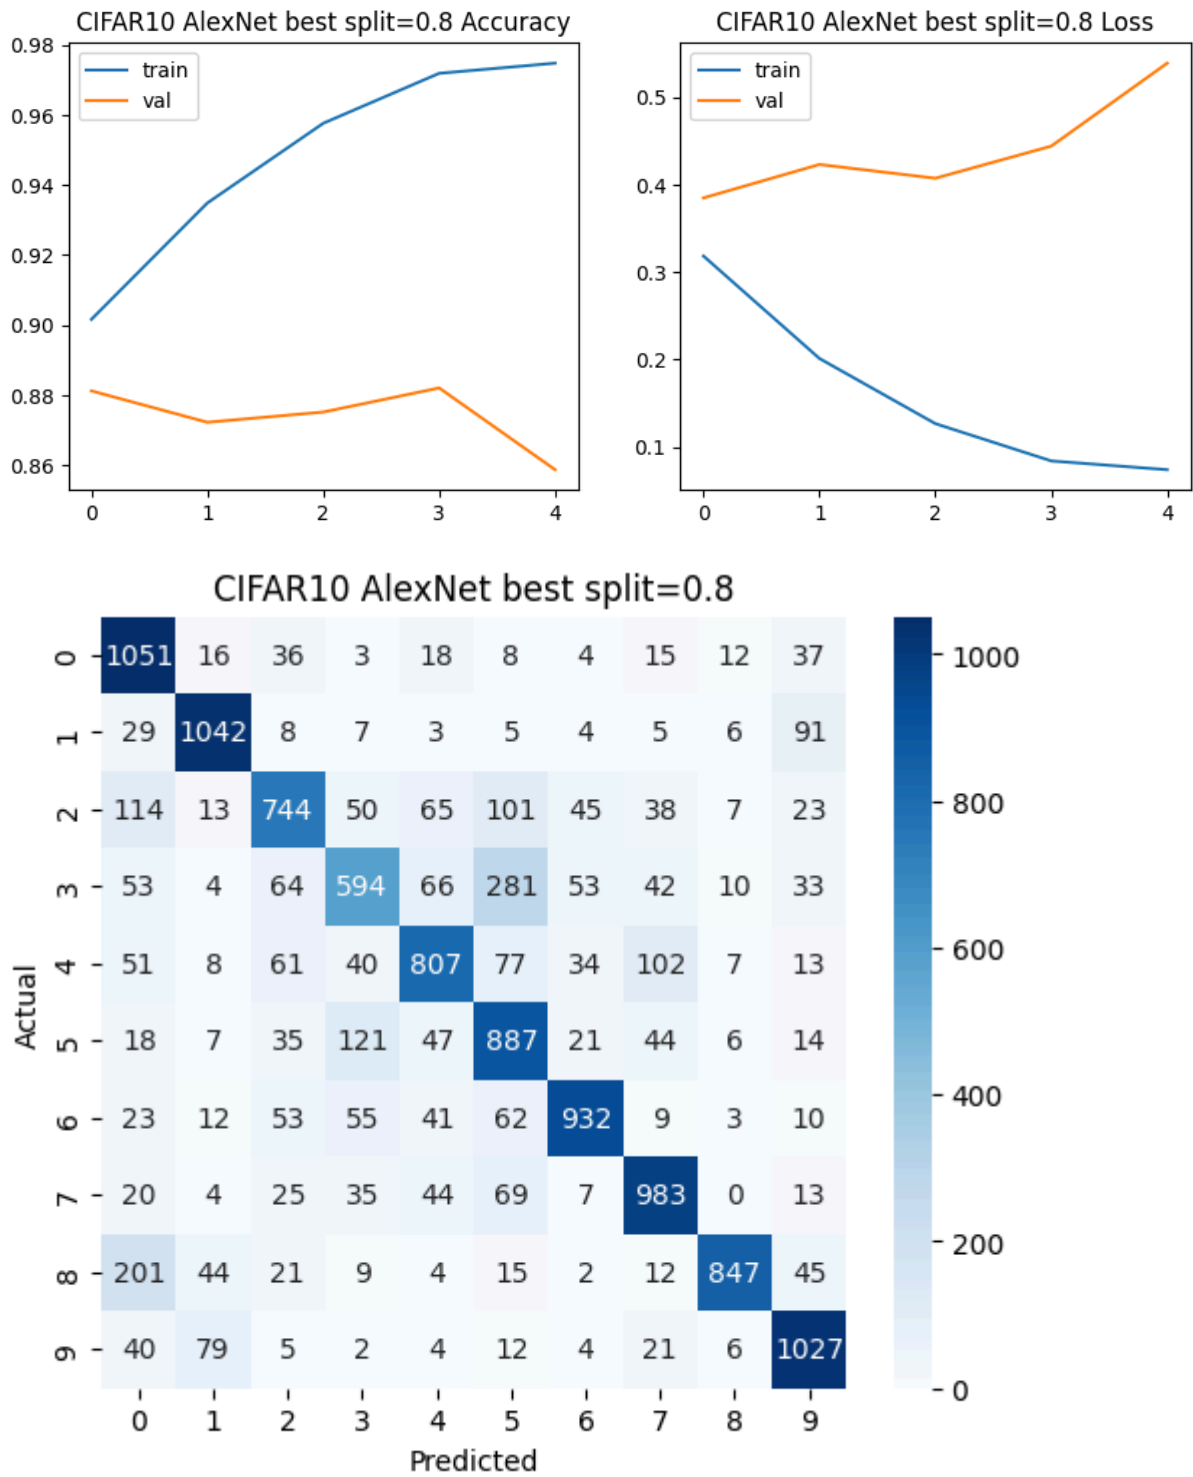 CIFAR10 AlexNet best split=0.8 Accuracy
0.98
0.96
0.94
0.92
0.90
0.88
0.86
train
val
0 1 2 3 4
CIFAR10 AlexNet best split=0.8 Loss
0.5
0.4
0.3
0.2
0.1
train
val
0 1 2 3 4
CIFAR10 AlexNet best split=0.8
Actual
0 1051 16 36 3 18 8 4 15 12 37
1 29 1042 8 7 3 5 4 5 6 91
2 114 13 744 50 65 101 45 38 7 23
3 53 4 64 594 66 281 53 42 10 33
4 51 8 61 40 807 77 34 102 7 13
5 18 7 35 121 47 887 21 44 6 14
6 23 12 53 55 41 62 932 9 3 10
7 20 4 25 35 44 69 7 983 0 13
8 201 44 21 9 4 15 2 12 847 45
9 40 79 5 2 4 12 4 21 6 1027
0 1 2 3 4 5 6 7 8 9
Predicted
1000
800
600
400
200
0